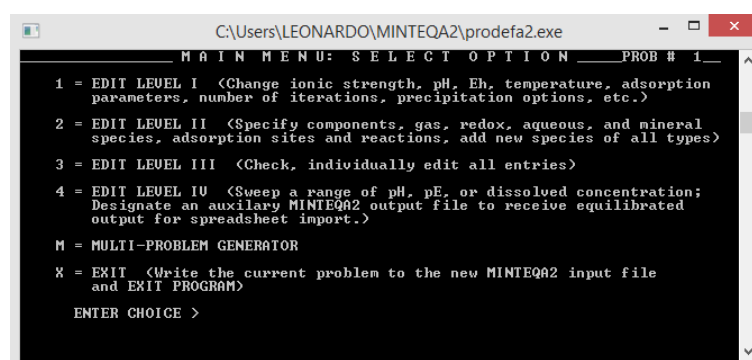 C:\Users\LEONARDO\MINTEQA2\prodefa2.exe
M A I N   M E N U:   S E L E C T   O P T I O N ____PROB # 1__
1 = EDIT LEVEL I  (Change ionic strength, pH, Eh, temperature, adsorption
parameters, number of iterations, precipitation options, etc.)
2 = EDIT LEVEL II  (Specify components, gas, redox, aqueous, and mineral
species, adsorption sites and reactions, add new species of all types)
3 = EDIT LEVEL III  (Check, individually edit all entries)
4 = EDIT LEVEL IV  (Sweep a range of pH, pE, or dissolved concentration;
Designate an auxilary MINTEQA2 output file to receive equilibrated
output for spreadsheet import.)
M = MULTI-PROBLEM GENERATOR
X = EXIT  (Write the current problem to the new MINTEQA2 input file
and EXIT PROGRAM)
ENTER CHOICE >